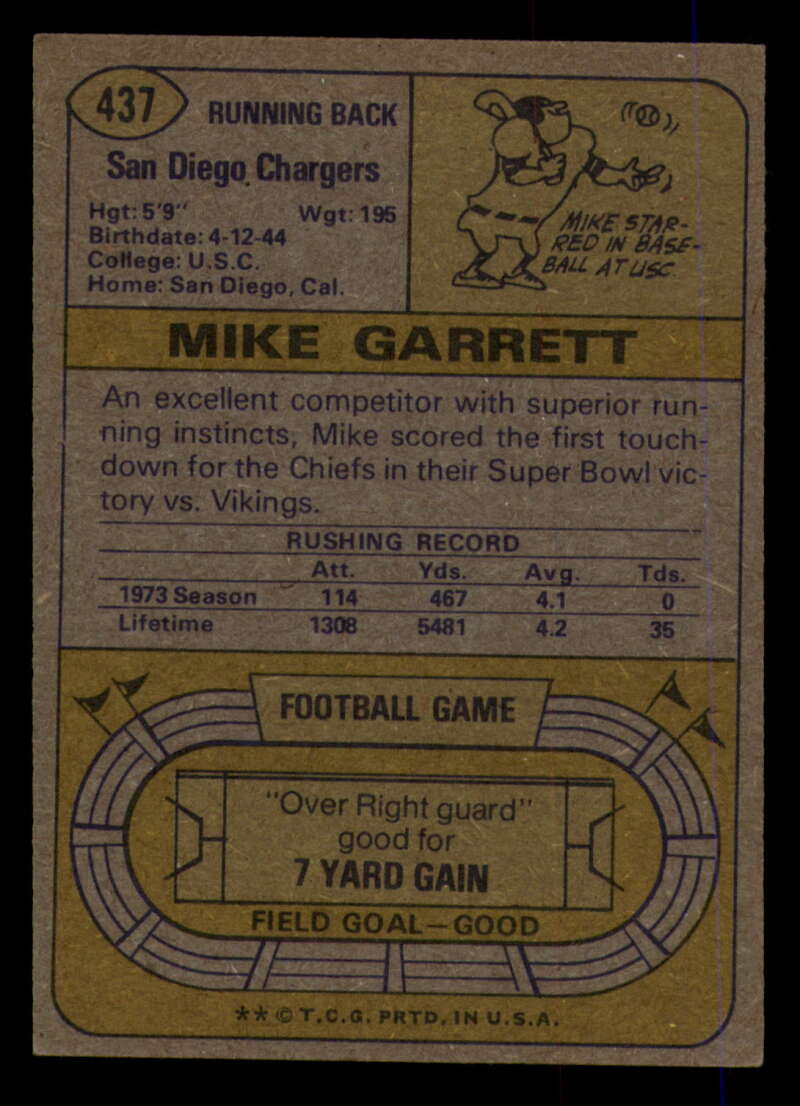 437
RUNNING BACK
San Diego Chargers
Hgt: 5'9" Wgt: 195
Birthdate: 4-12-44
College: U.S.C.
Home: San Diego, Cal.
MIKE STAR-
RED IN BASE-
BALL AT USC
MIKE GARRETT
An excellent competitor with superior run-
ning instincts, Mike scored the first touch-
down for the Chiefs in their Super Bowl vic-
tory vs. Vikings.
RUSHING RECORD
Att. Yds. Avg. Tds.
1973 Season 114 467 4.1 0
Lifetime 1308 5481 4.2 35
FOOTBALL GAME
"Over Right guard"
good for
7 YARD GAIN
FIELD GOAL—GOOD
** © T.C.G. PRTD. IN U.S.A.